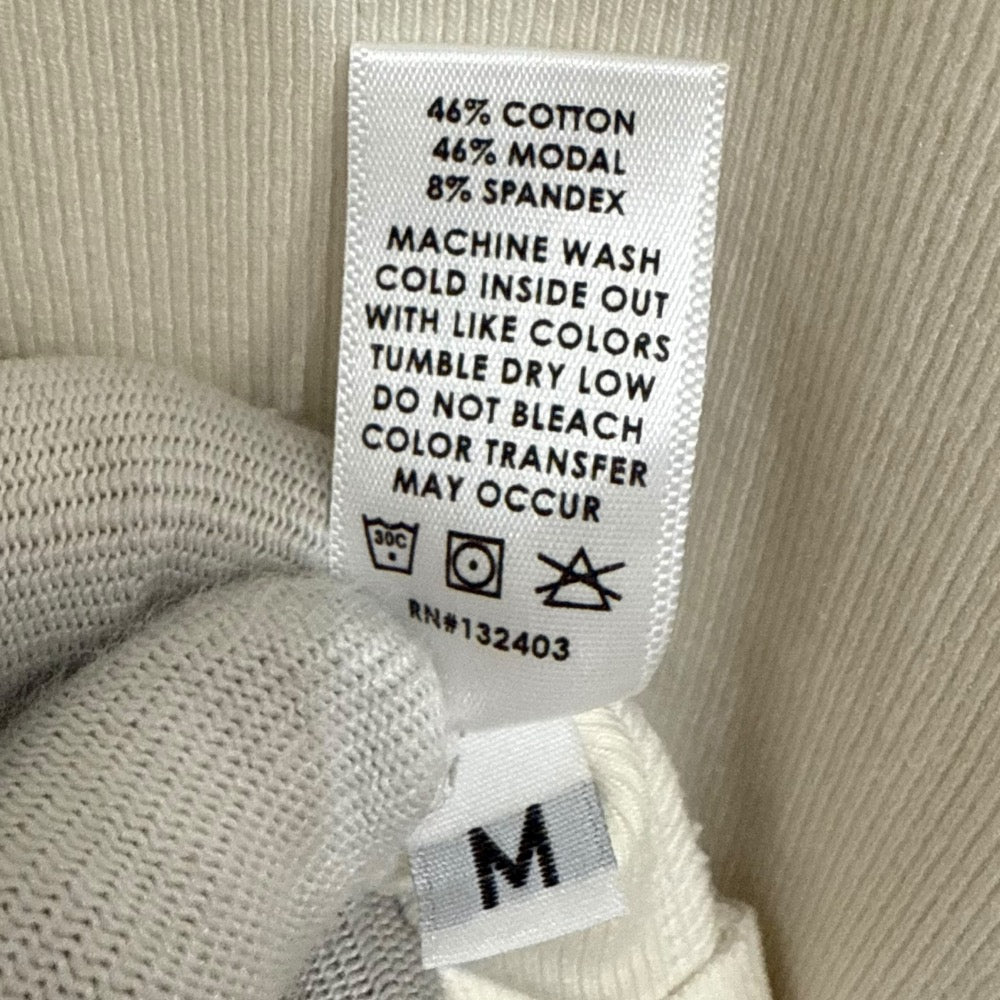 46% COTTON
46% MODAL
8% SPANDEX
MACHINE WASH
COLD INSIDE OUT
WITH LIKE COLORS
TUMBLE DRY LOW
DO NOT BLEACH
COLOR TRANSFER
MAY OCCUR
30C
RN#132403
M